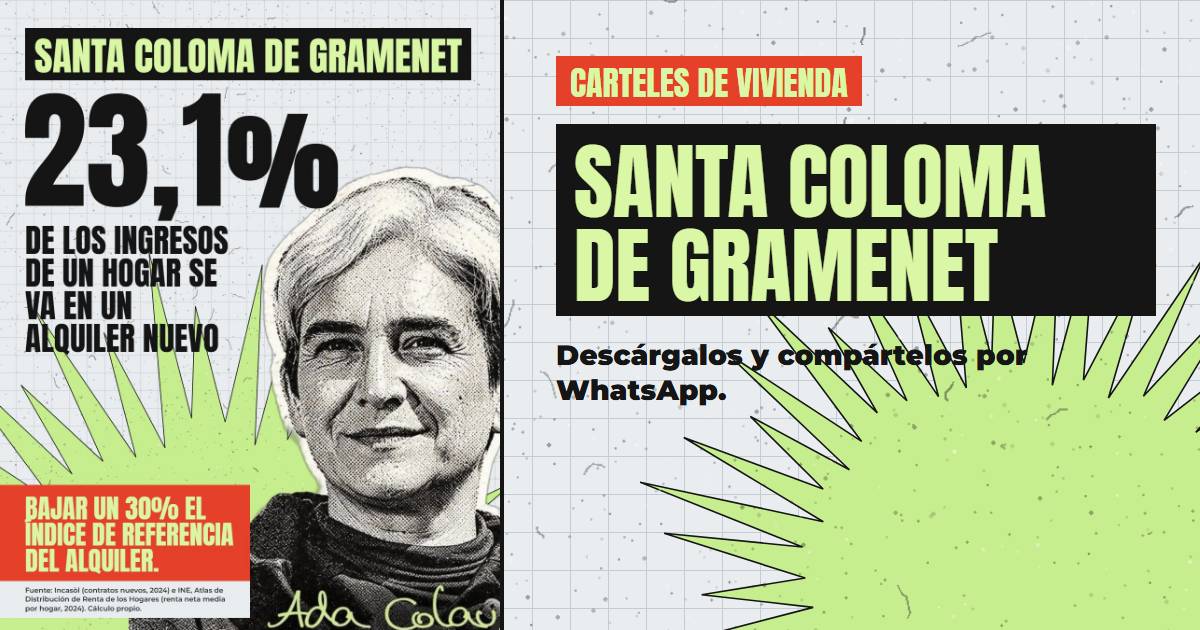 SANTA COLOMA DE GRAMENET
23,1%
DE LOS INGRESOS
DE UN HOGAR SE
VA EN UN
ALQUILER NUEVO
BAJAR UN 30% EL
ÍNDICE DE REFERENCIA
DEL ALQUILER.
Fuente: Incasòl (contratos nuevos, 2024) e INE, Atlas de
Distribución de Renta de los Hogares (renta neta media
por hogar, 2024). Cálculo propio.
Ada Colau
CARTELES DE VIVIENDA
SANTA COLOMA
DE GRAMENET
Descárgalos y compártelos por
WhatsApp.